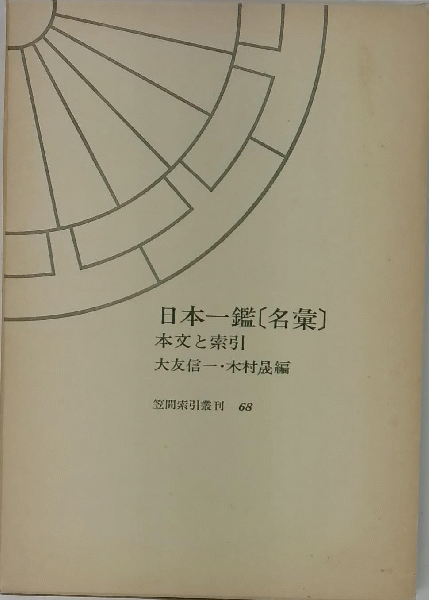 日本一鑑〔名彙〕
本文と索引
大友信一・木村晟編
笠間索引叢刊 68